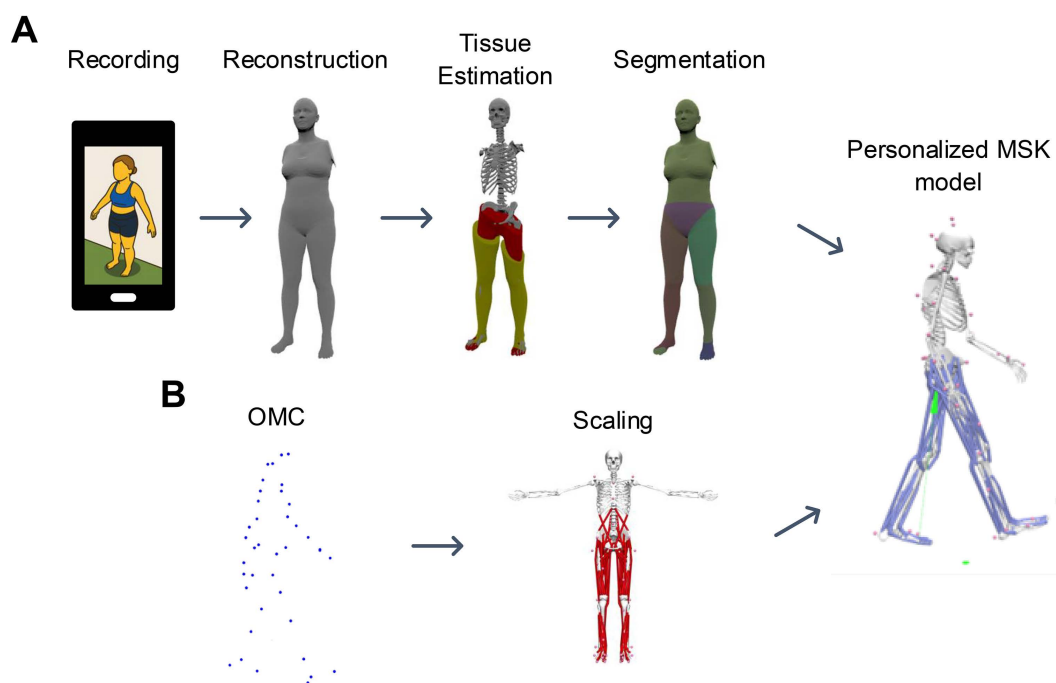 A
Recording
Reconstruction
Tissue
Estimation
Segmentation
Personalized MSK
model
B
OMC
Scaling